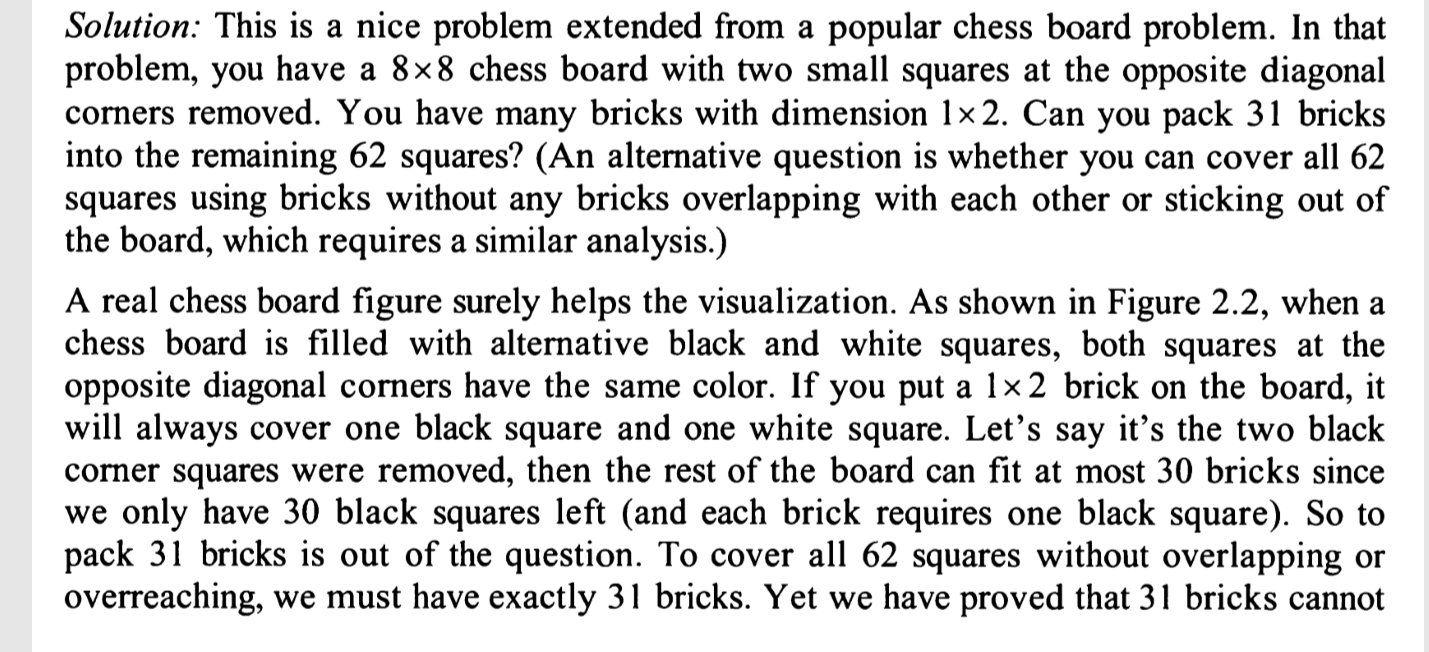 Solution: This is a nice problem extended from a popular chess board problem. In that
problem, you have a 8×8 chess board with two small squares at the opposite diagonal
corners removed. You have many bricks with dimension 1×2. Can you pack 31 bricks
into the remaining 62 squares? (An alternative question is whether you can cover all 62
squares using bricks without any bricks overlapping with each other or sticking out of
the board, which requires a similar analysis.)
A real chess board figure surely helps the visualization. As shown in Figure 2.2, when a
chess board is filled with alternative black and white squares, both squares at the
opposite diagonal corners have the same color. If you put a 1×2 brick on the board, it
will always cover one black square and one white square. Let’s say it’s the two black
corner squares were removed, then the rest of the board can fit at most 30 bricks since
we only have 30 black squares left (and each brick requires one black square). So to
pack 31 bricks is out of the question. To cover all 62 squares without overlapping or
overreaching, we must have exactly 31 bricks. Yet we have proved that 31 bricks cannot